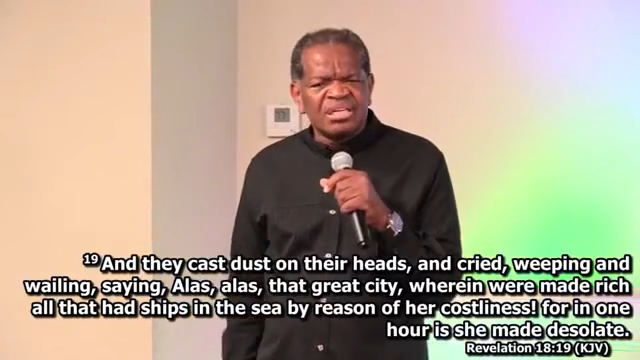 19 And they cast dust on their heads, and cried, weeping and
wailing, saying, Alas, alas, that great city, wherein were made rich
all that had ships in the sea by reason of her costliness! for in one
hour is she made desolate.
Revelation 18:19 (KJV)